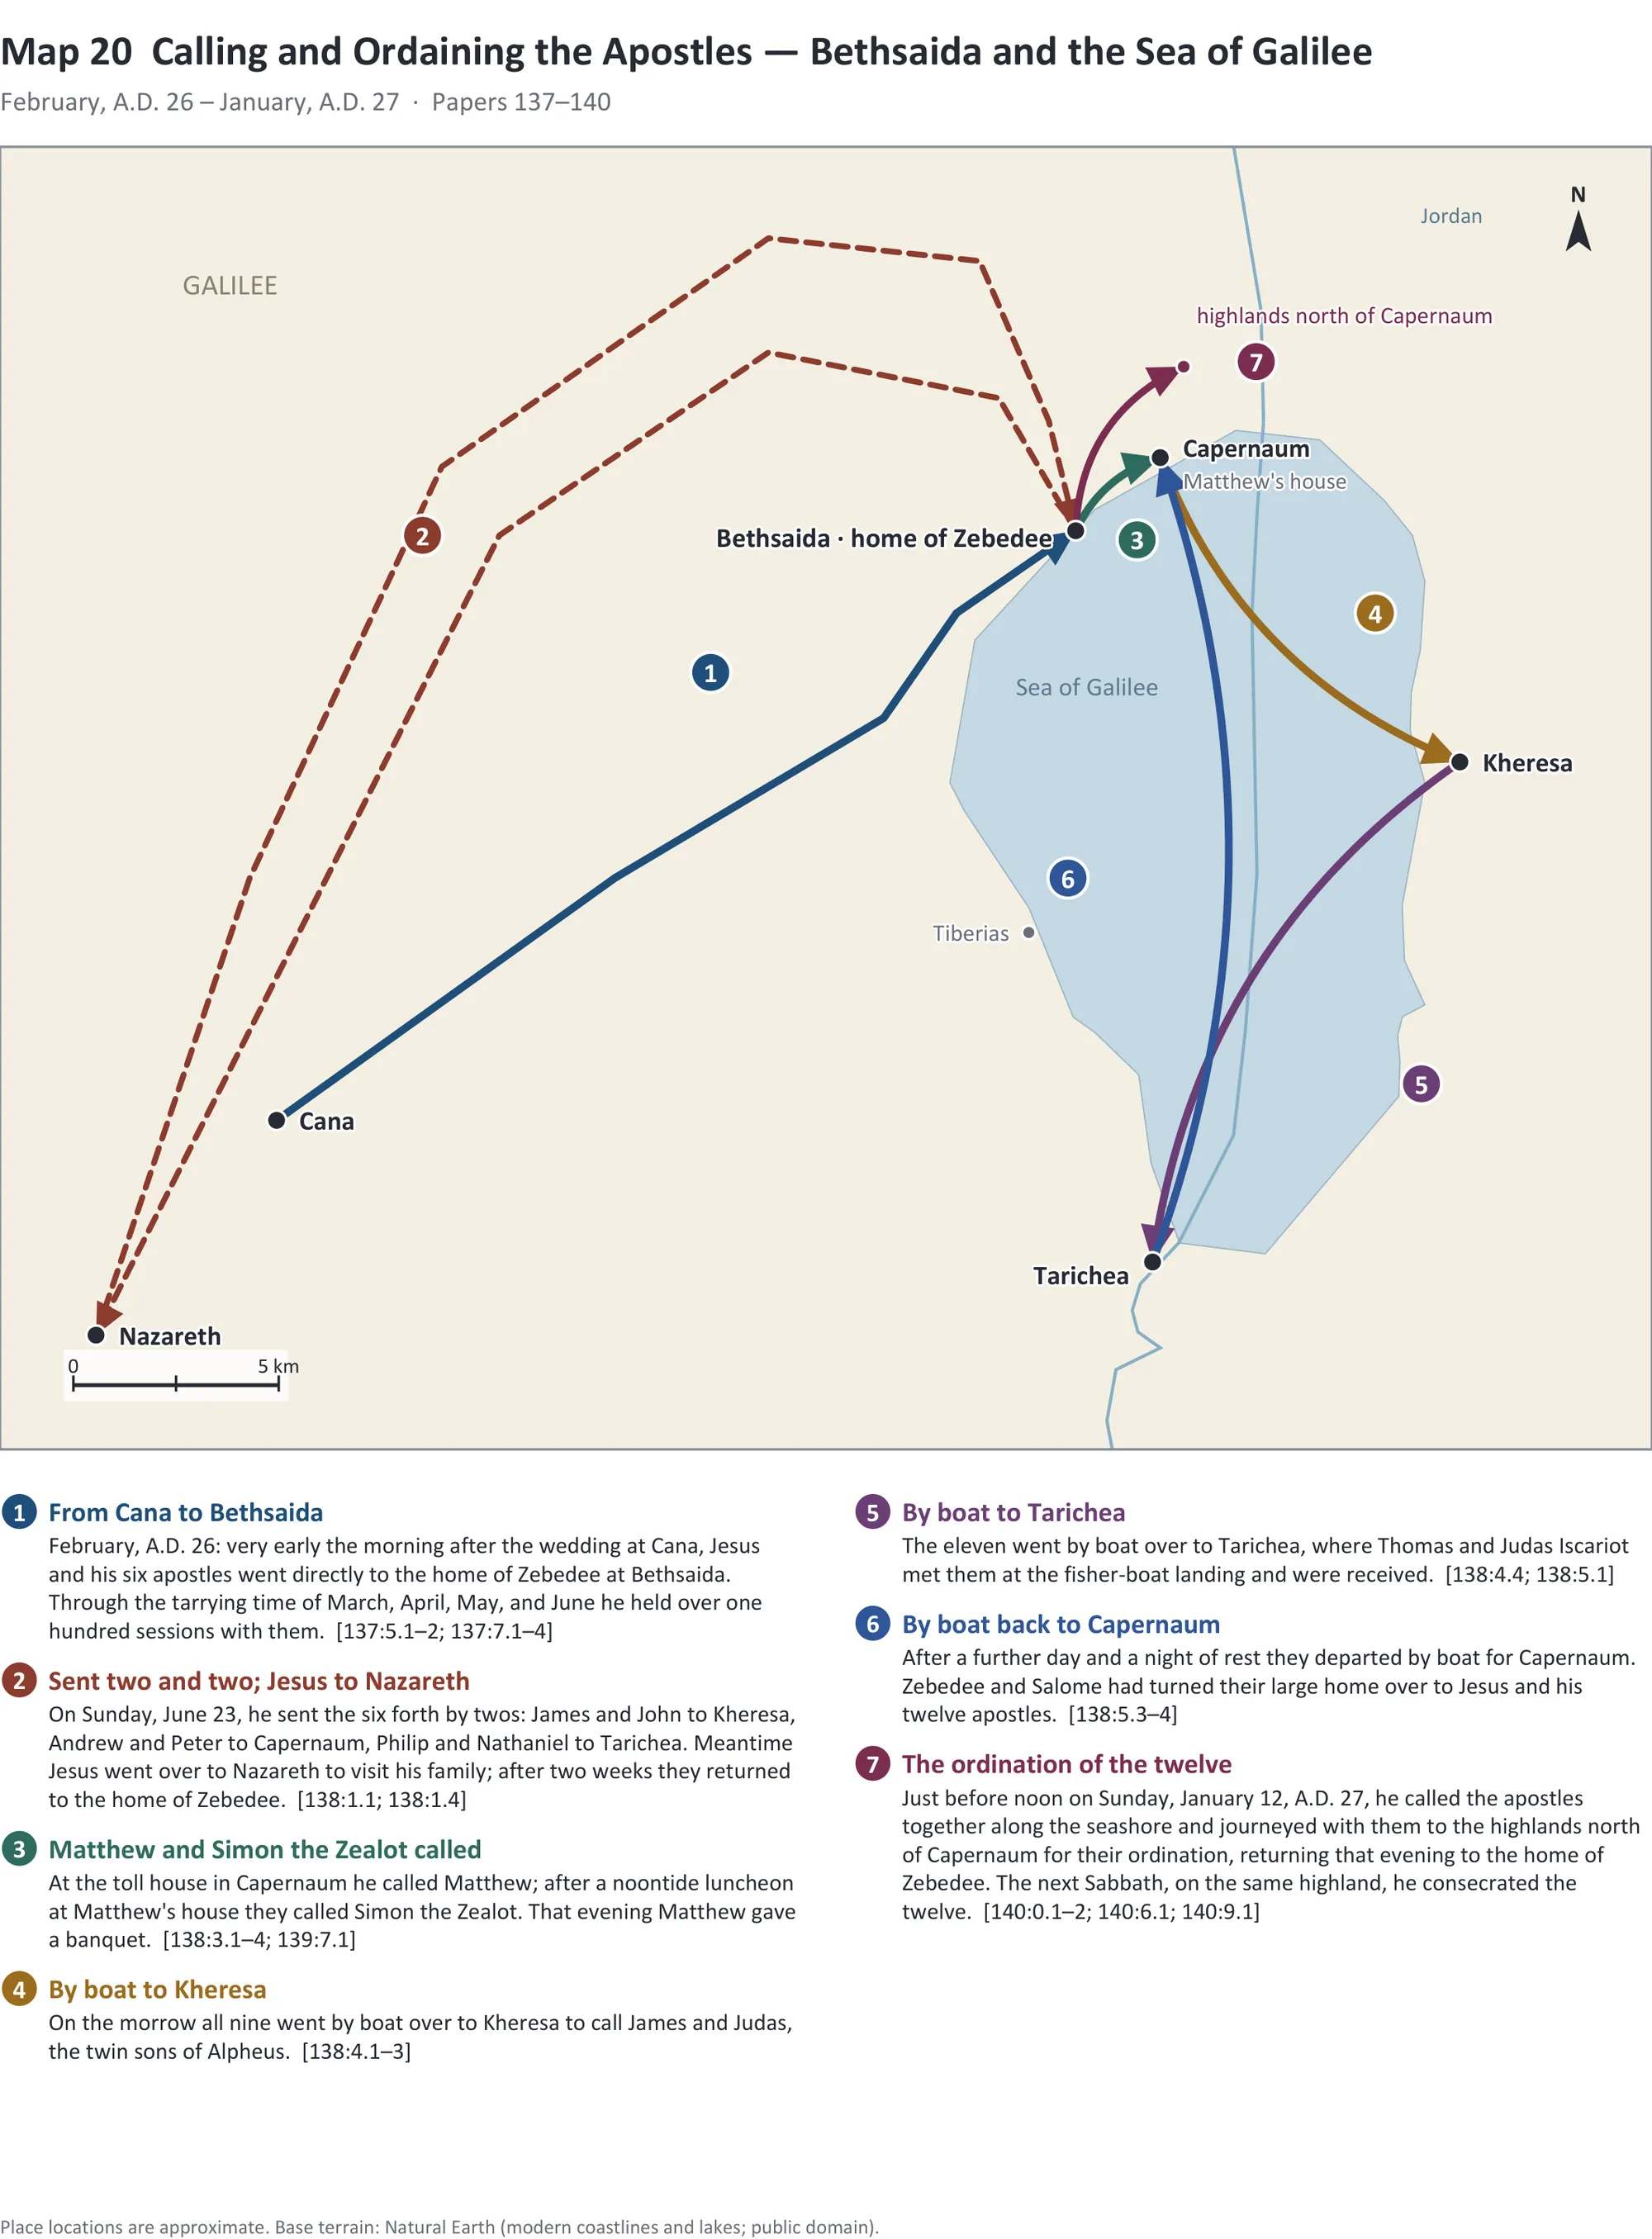 Map 20 Calling and Ordaining the Apostles — Bethsaida and the Sea of Galilee
February, A.D. 26 – January, A.D. 27 · Papers 137–140
N
Jordan
GALILEE
highlands north of Capernaum
7
Capernaum
Matthew's house
2
Bethsaida · home of Zebedee
3
4
1
Sea of Galilee
Kheresa
6
Tiberias
5
Cana
Tarichea
Nazareth
0 5 km
1 From Cana to Bethsaida
February, A.D. 26: very early the morning after the wedding at Cana, Jesus
and his six apostles went directly to the home of Zebedee at Bethsaida.
Through the tarrying time of March, April, May, and June he held over one
hundred sessions with them. [137:5.1–2; 137:7.1–4]
2 Sent two and two; Jesus to Nazareth
On Sunday, June 23, he sent the six forth by twos: James and John to Kheresa,
Andrew and Peter to Capernaum, Philip and Nathaniel to Tarichea. Meantime
Jesus went over to Nazareth to visit his family; after two weeks they returned
to the home of Zebedee. [138:1.1; 138:1.4]
3 Matthew and Simon the Zealot called
At the toll house in Capernaum he called Matthew; after a noontide luncheon
at Matthew's house they called Simon the Zealot. That evening Matthew gave
a banquet. [138:3.1–4; 139:7.1]
4 By boat to Kheresa
On the morrow all nine went by boat over to Kheresa to call James and Judas,
the twin sons of Alpheus. [138:4.1–3]
5 By boat to Tarichea
The eleven went by boat over to Tarichea, where Thomas and Judas Iscariot
met them at the fisher-boat landing and were received. [138:4.4; 138:5.1]
6 By boat back to Capernaum
After a further day and a night of rest they departed by boat for Capernaum.
Zebedee and Salome had turned their large home over to Jesus and his
twelve apostles. [138:5.3–4]
7 The ordination of the twelve
Just before noon on Sunday, January 12, A.D. 27, he called the apostles
together along the seashore and journeyed with them to the highlands north
of Capernaum for their ordination, returning that evening to the home of
Zebedee. The next Sabbath, on the same highland, he consecrated the
twelve. [140:0.1–2; 140:6.1; 140:9.1]
Place locations are approximate. Base terrain: Natural Earth (modern coastlines and lakes; public domain).